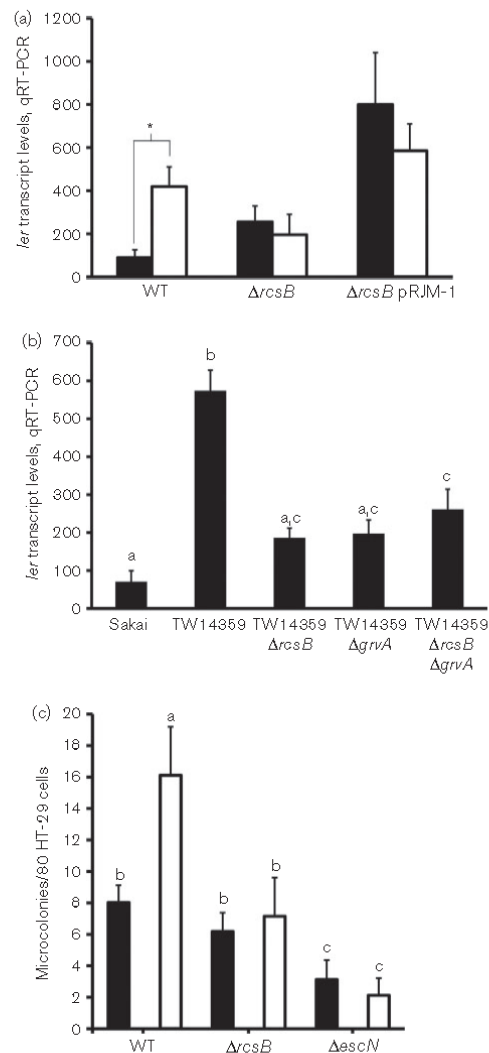 (a)
ler transcript levels, qRT-PCR
1200
1000
800
600
400
200
0
*
WT
ΔrcsB
ΔrcsB pRJM-1
(b)
ler transcript levels, qRT-PCR
700
600
500
400
300
200
100
0
a
b
a,c
a,c
c
Sakai
TW14359
TW14359
ΔrcsB
TW14359
ΔgrvA
TW14359
ΔrcsB
ΔgrvA
(c)
Microcolonies/80 HT-29 cells
20
18
16
14
12
10
8
6
4
2
0
b
a
b
b
c
c
WT
ΔrcsB
ΔescN